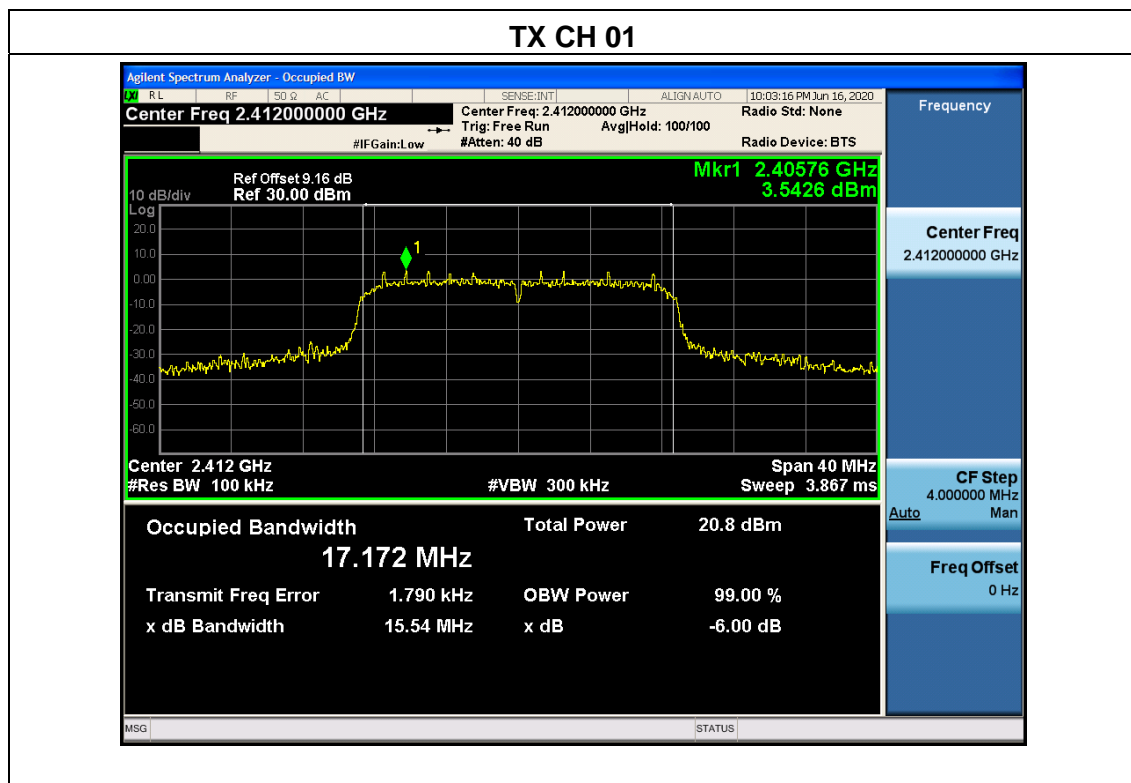 TX CH 01
Agilent Spectrum Analyzer - Occupied BW
LXI RL RF 50 Ω AC SENSE:INT ALIGN AUTO 10:03:16 PM Jun 16, 2020
Center Freq 2.412000000 GHz
Center Freq: 2.412000000 GHz
Radio Std: None
Trig: Free Run Avg|Hold: 100/100
#IFGain:Low
#Atten: 40 dB
Radio Device: BTS
Frequency
Mkr1 2.40576 GHz
3.5426 dBm
Ref Offset 9.16 dB
10 dB/div Ref 30.00 dBm
Log
20.0
10.0
0.00
-10.0
-20.0
-30.0
-40.0
-50.0
-60.0
1
Center 2.412 GHz Span 40 MHz
#Res BW 100 kHz #VBW 300 kHz Sweep 3.867 ms
Occupied Bandwidth Total Power 20.8 dBm
17.172 MHz
Transmit Freq Error 1.790 kHz OBW Power 99.00 %
x dB Bandwidth 15.54 MHz x dB -6.00 dB
Center Freq
2.412000000 GHz
CF Step
4.000000 MHz
Auto Man
Freq Offset
0 Hz
MSG STATUS